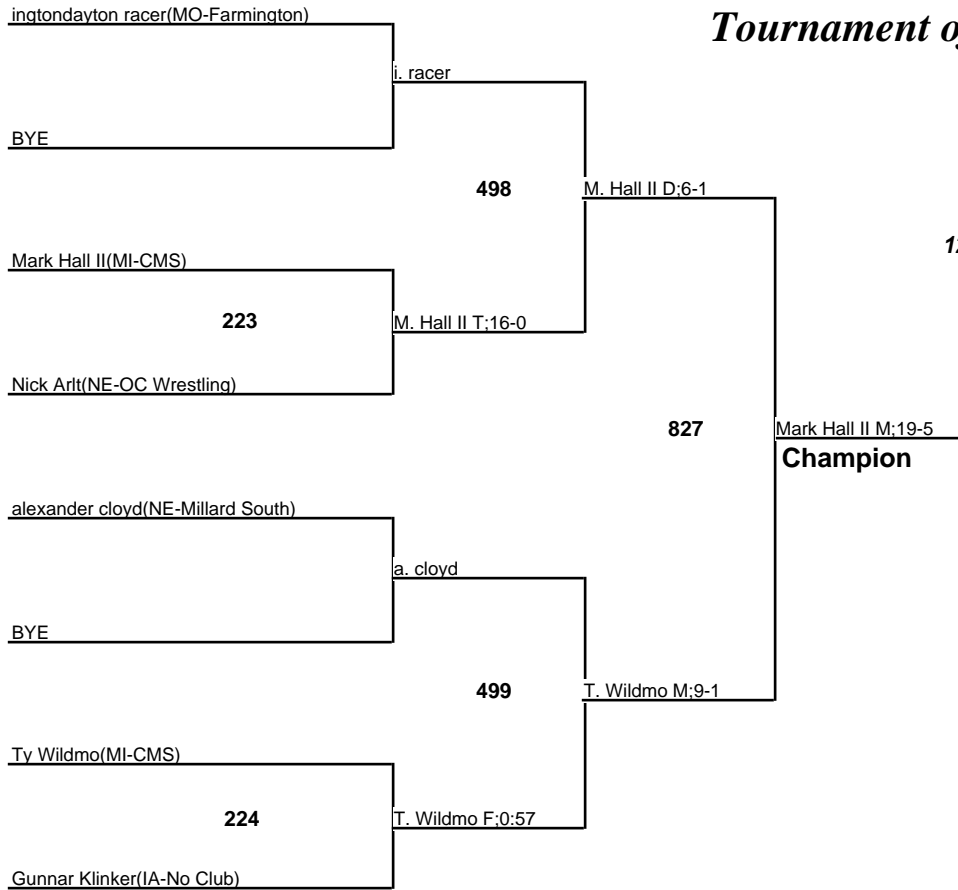 ingtondayton racer(MO-Farmington)
Tournament o
i. racer
BYE
498
M. Hall II D;6-1
Mark Hall II(MI-CMS)
223
M. Hall II T;16-0
Nick Arlt(NE-OC Wrestling)
827
Mark Hall II M;19-5
Champion
alexander cloyd(NE-Millard South)
a. cloyd
BYE
499
T. Wildmo M;9-1
Ty Wildmo(MI-CMS)
224
T. Wildmo F;0:57
Gunnar Klinker(IA-No Club)